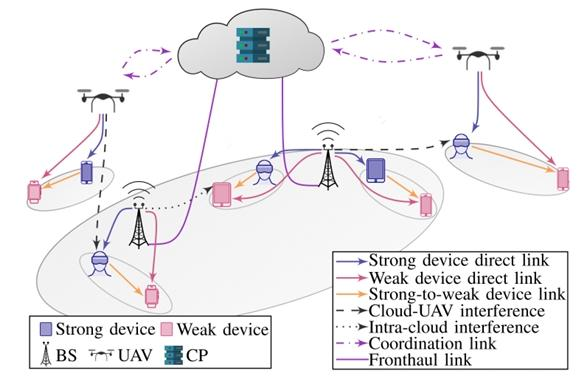 Strong device direct link
Weak device direct link
Strong-to-weak device link
Cloud-UAV interference
Intra-cloud interference
Coordination link
Fronthaul link
Strong device Weak device
BS UAV CP